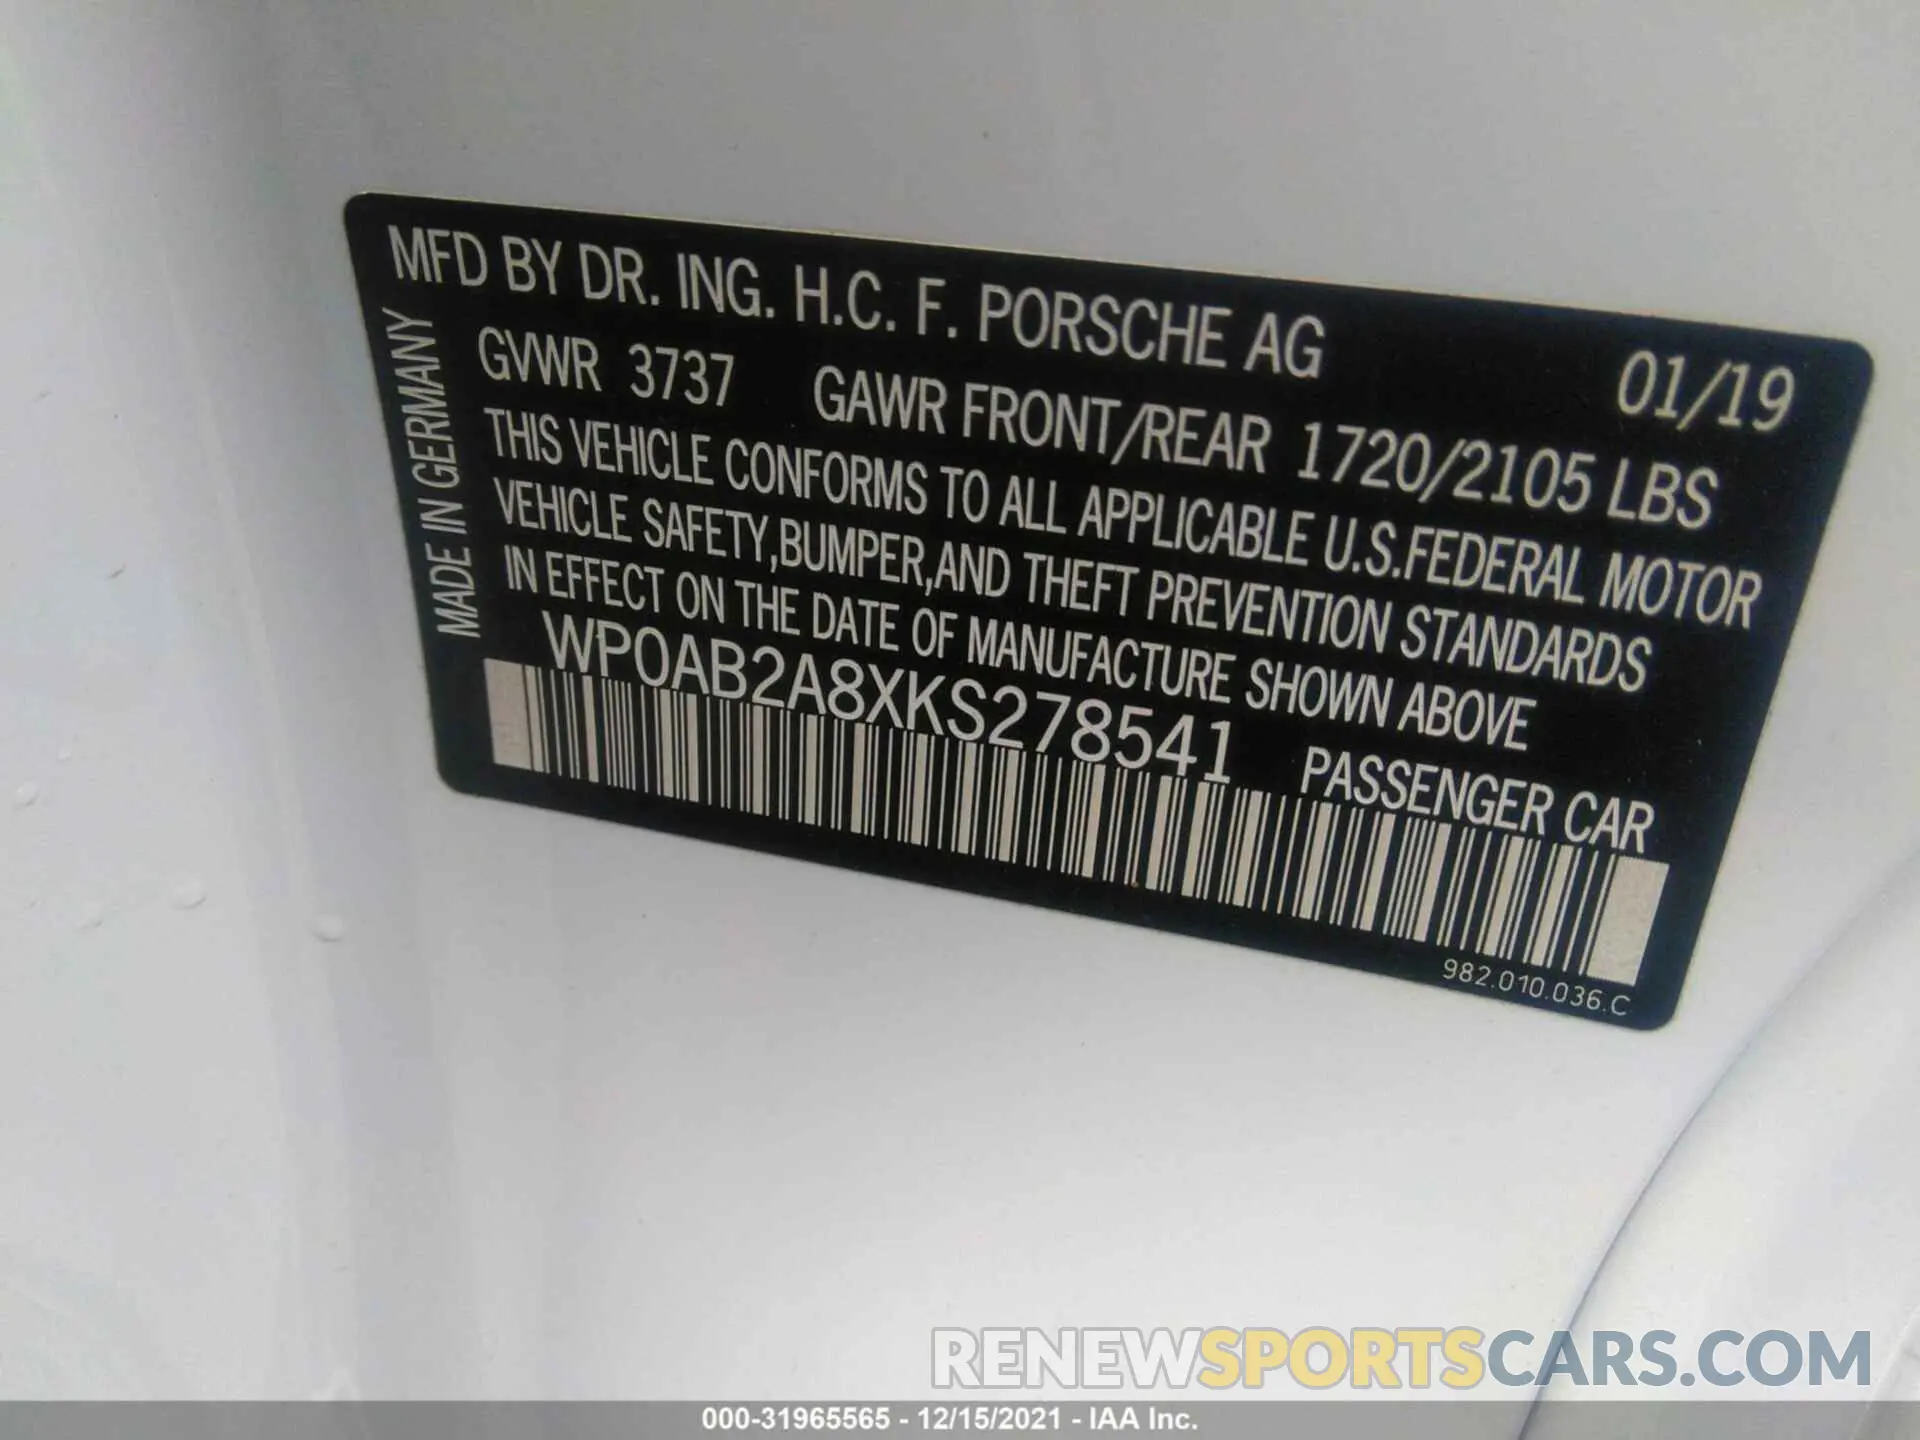 MFD BY DR. ING. H.C. F. PORSCHE AG
01/19
MADE IN GERMANY
GVWR 3737 GAWR FRONT/REAR 1720/2105 LBS
THIS VEHICLE CONFORMS TO ALL APPLICABLE U.S.FEDERAL MOTOR
VEHICLE SAFETY,BUMPER,AND THEFT PREVENTION STANDARDS
IN EFFECT ON THE DATE OF MANUFACTURE SHOWN ABOVE
WP0AB2A8XKS278541
PASSENGER CAR
982.010.036.C
RENEWSPORTSCARS.COM
000-31965565 - 12/15/2021 - IAA Inc.